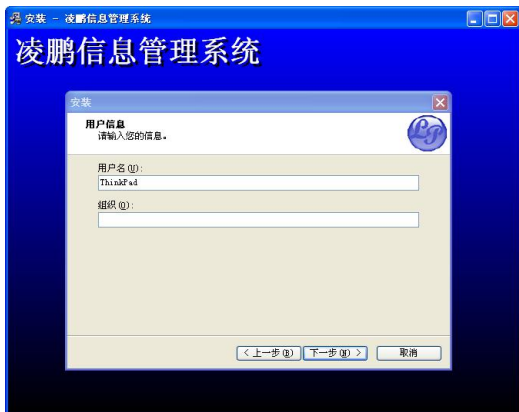 安装 - 凌鹏信息管理系统
凌鹏信息管理系统
安装
用户信息
请输入您的信息。
LP
用户名(U):
ThinkPad
组织(O):
< 上一步(B)
下一步(N) >
取消